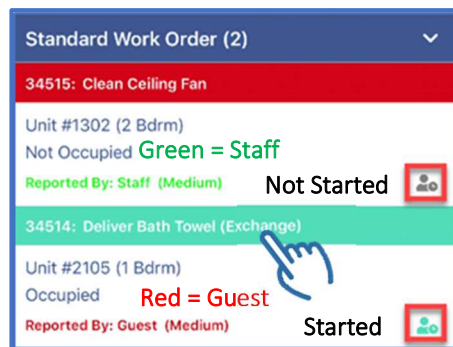 Standard Work Order (2)
34515: Clean Ceiling Fan
Unit #1302 (2 Bdrm)
Not Occupied Green = Staff
Reported By: Staff (Medium) Not Started
34514: Deliver Bath Towel (Exchange)
Unit #2105 (1 Bdrm)
Occupied Red = Guest
Reported By: Guest (Medium) Started